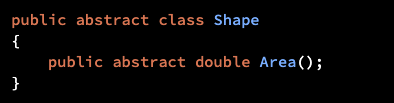 public abstract class Shape
{
    public abstract double Area();
}